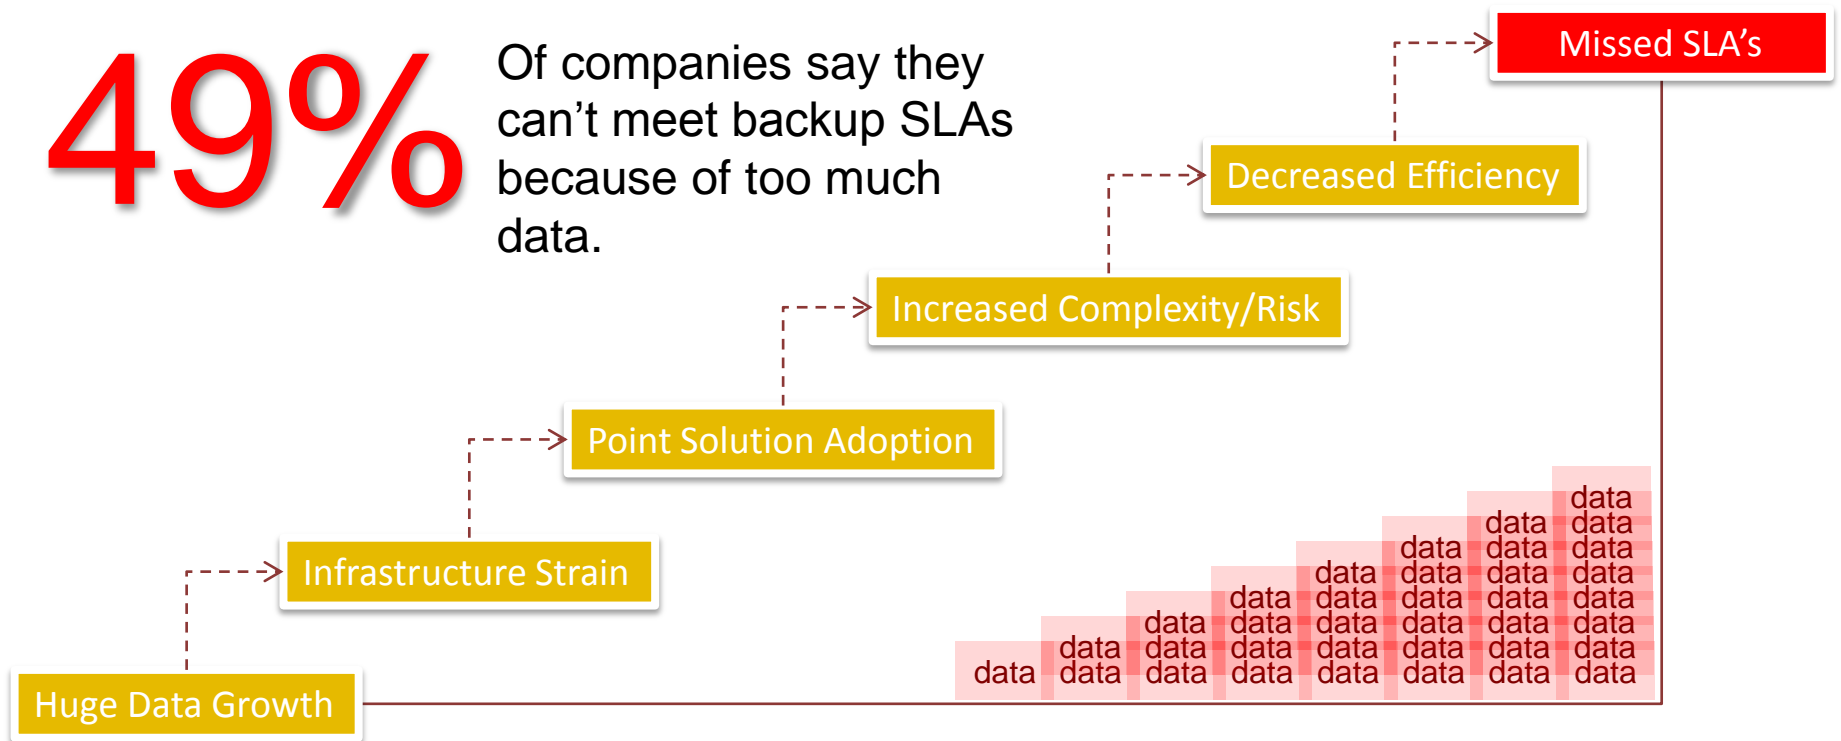 49%
Of companies say they
can’t meet backup SLAs
because of too much
data.
Missed SLA’s
Decreased Efficiency
Increased Complexity/Risk
Point Solution Adoption
Infrastructure Strain
Huge Data Growth
data
data data
data data data
data data data data
data data data data data
data data data data data data
data data data data data data data
data data data data data data data data